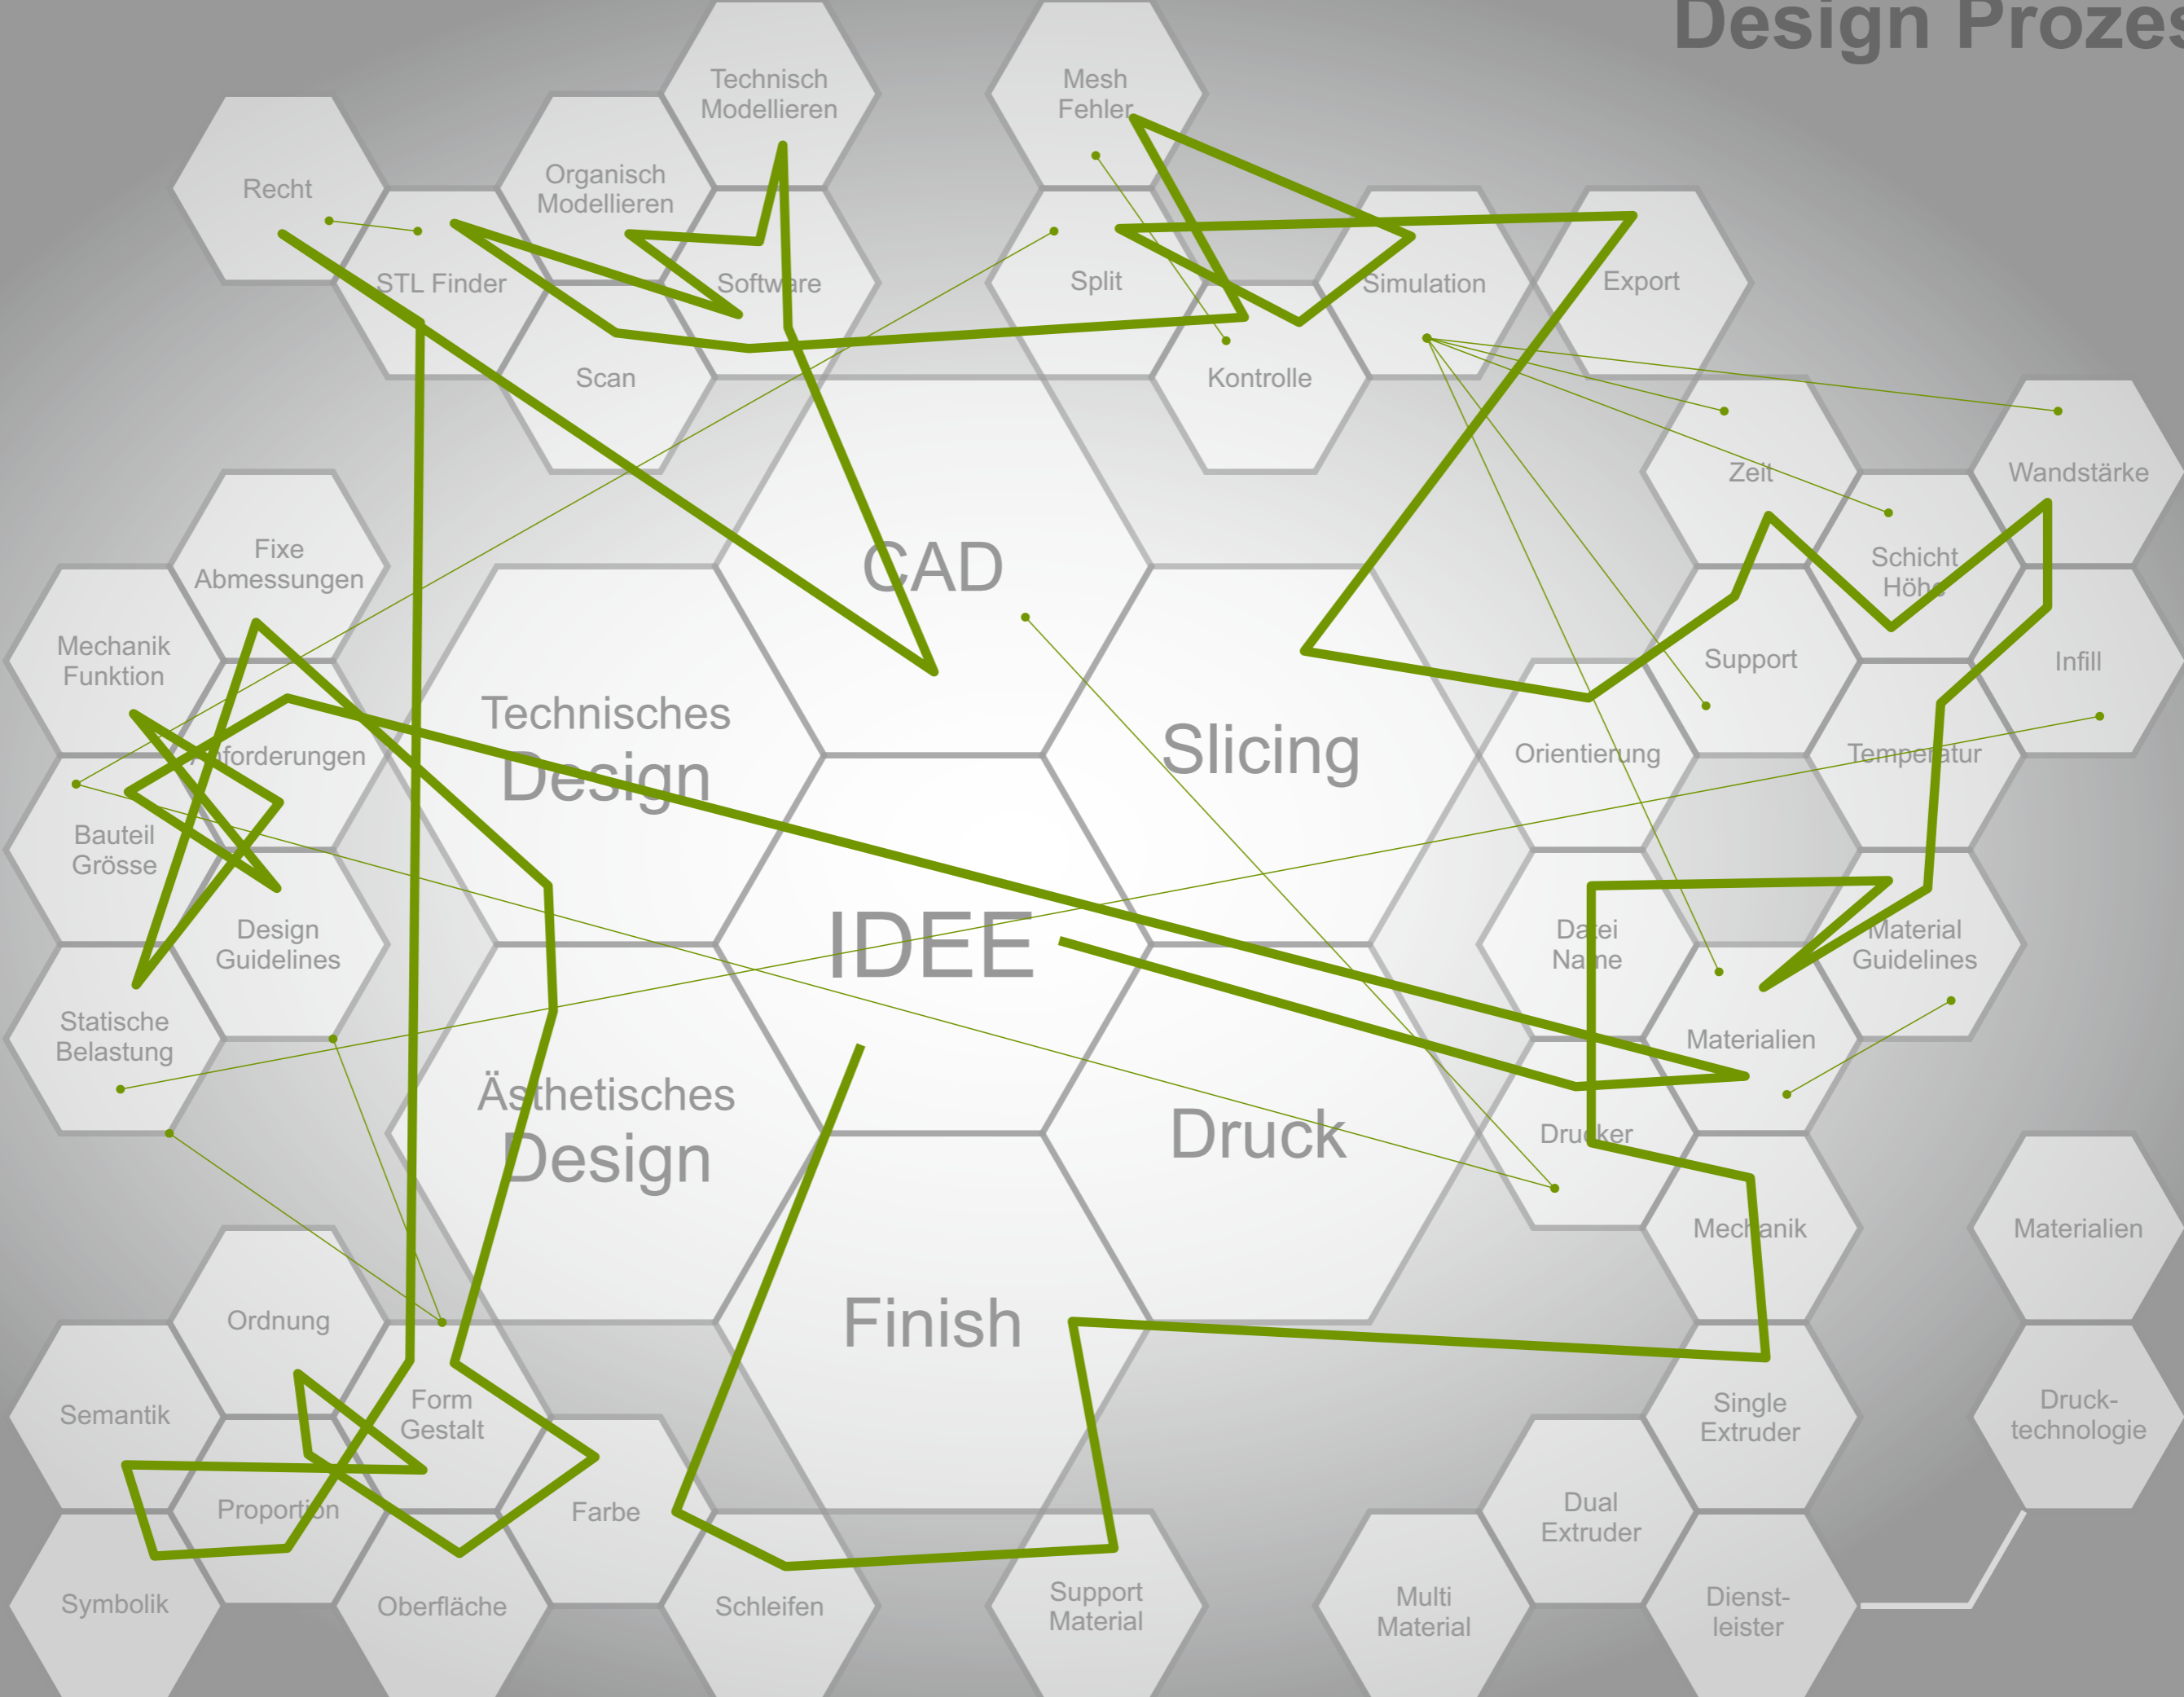 Design Prozes
Technisch
Modellieren
Mesh
Fehler
Recht
Organisch
Modellieren
STL Finder
Software
Split
Simulation
Export
Scan
Kontrolle
Zeit
Wandstärke
Fixe
Abmessungen
CAD
Schicht
Höhe
Mechanik
Funktion
Support
Infill
Technisches
Design
Anforderungen
Slicing
Orientierung
Temperatur
Bauteil
Grösse
Design
Guidelines
IDEE
Datei
Name
Material
Guidelines
Statische
Belastung
Materialien
Ästhetisches
Design
Druck
Drucker
Mechanik
Materialien
Ordnung
Finish
Semantik
Form
Gestalt
Single
Extruder
Druck-
technologie
Proportion
Farbe
Dual
Extruder
Symbolik
Oberfläche
Schleifen
Support
Material
Multi
Material
Dienst-
leister